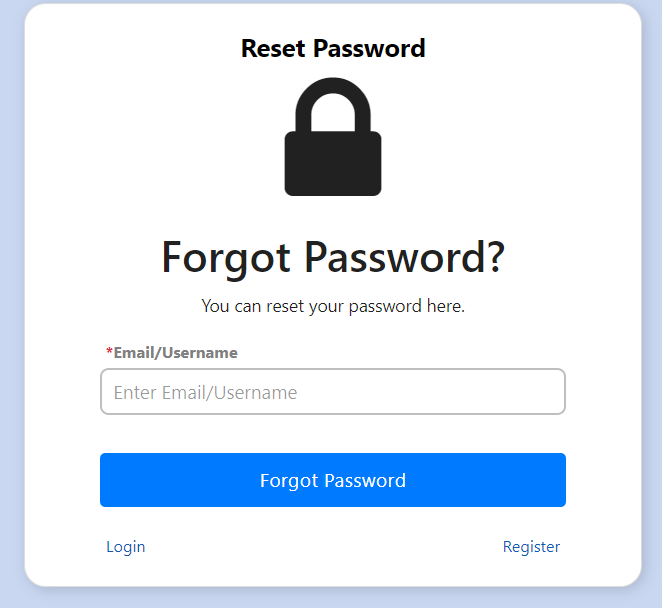 Reset Password
Forgot Password?
You can reset your password here.
*Email/Username
Enter Email/Username
Forgot Password
Login Register